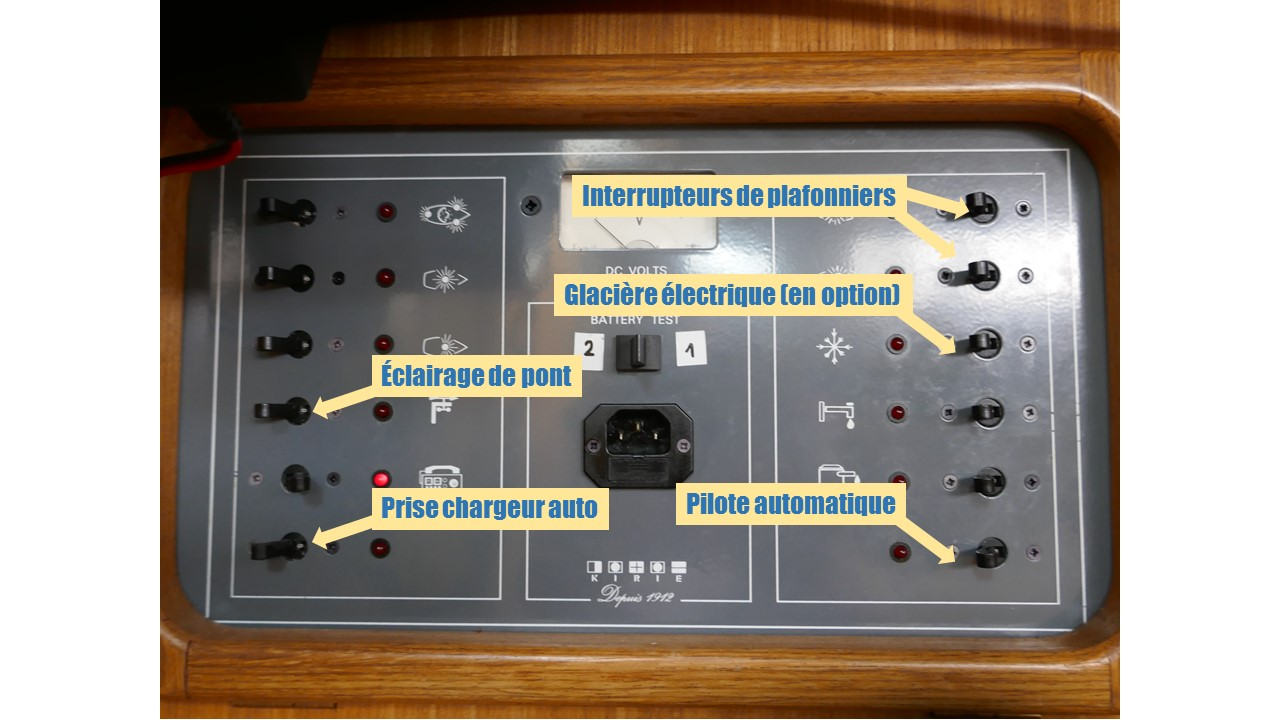 Interrupteurs de plafonniers
V
DC VOLTS
Glacière électrique (en option)
BATTERY TEST
2
1
Éclairage de pont
Prise chargeur auto
Pilote automatique
KIRIE
Depuis 1912